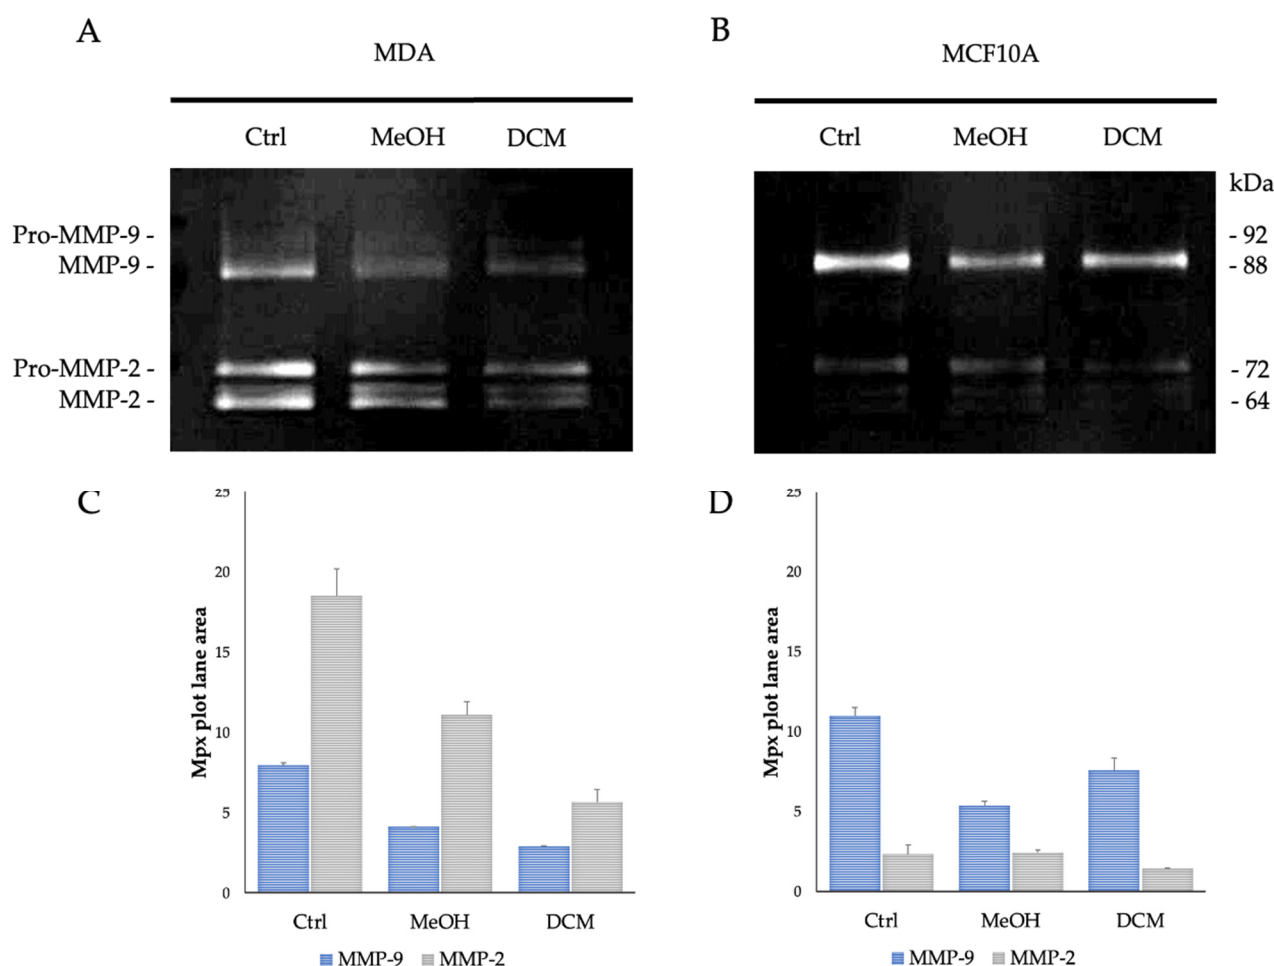 A
B
MDA
MCF10A
Ctrl MeOH DCM
Ctrl MeOH DCM
kDa
Pro-MMP-9 -
MMP-9 -
Pro-MMP-2 -
MMP-2 -
- 92
- 88
- 72
- 64
C
Mpx plot lane area
25
20
15
10
5
0
Ctrl MeOH DCM
MMP-9 MMP-2
D
Mpx plot lane area
25
20
15
10
5
0
Ctrl MeOH DCM
MMP-9 MMP-2